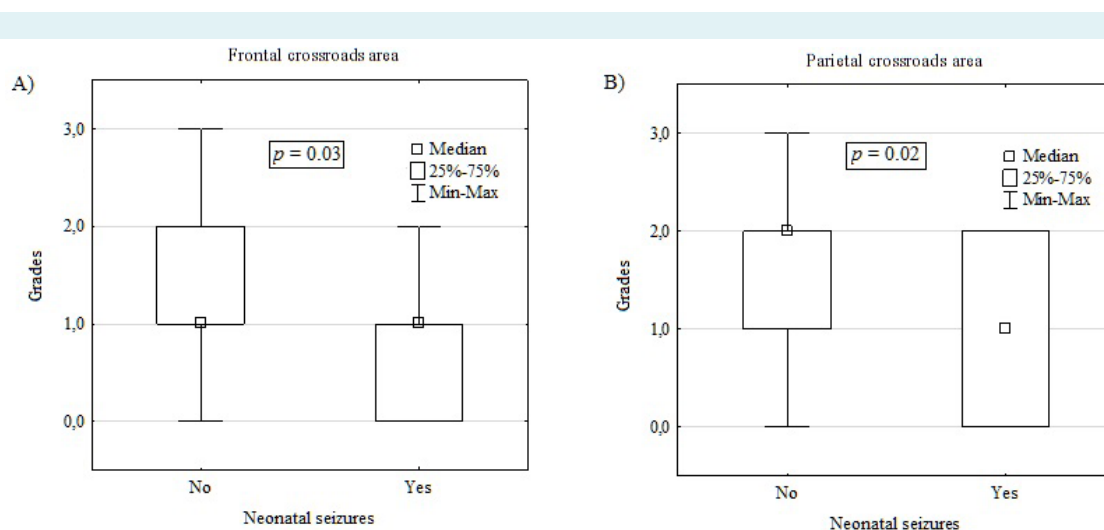 Frontal crossroads area
A)
3,0
p = 0.03
Median
25%-75%
Min-Max
2,0
Grades
1,0
0,0
No
Yes
Neonatal seizures
Parietal crossroads area
B)
3,0
p = 0.02
Median
25%-75%
Min-Max
2,0
Grades
1,0
0,0
No
Yes
Neonatal seizures